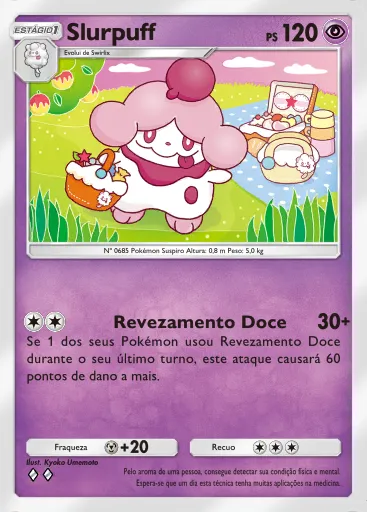 ESTÁGIO 1
Slurpuff
PS 120
Evolui de Swirlix
Nº 0685 Pokémon Suspiro Altura: 0,8 m Peso: 5,0 kg
Revezamento Doce 30+
Se 1 dos seus Pokémon usou Revezamento Doce
durante o seu último turno, este ataque causará 60
pontos de dano a mais.
Fraqueza +20 Recuo
Ilust. Kyoko Umemoto
Pelo aroma do uma pessoa, consegue detectar sua condição física e mental.
Espera-se que um dia esta técnica tenha muitas aplicações na medicina.